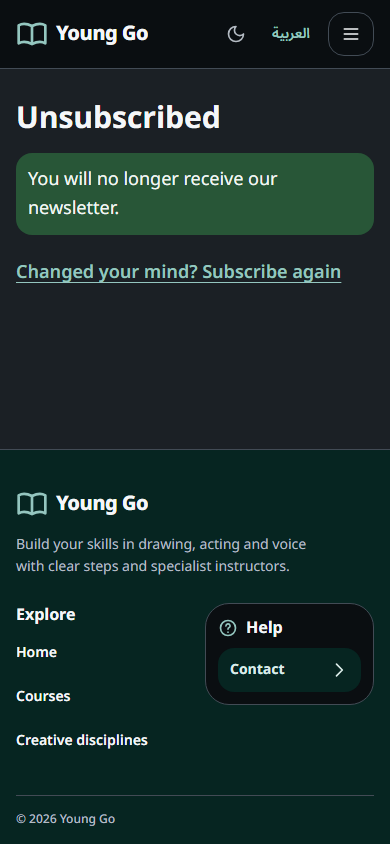 Young Go
العربية
Unsubscribed
You will no longer receive our
newsletter.
Changed your mind? Subscribe again
Young Go
Build your skills in drawing, acting and voice
with clear steps and specialist instructors.
Explore
Home
Courses
Creative disciplines
Help
Contact
© 2026 Young Go